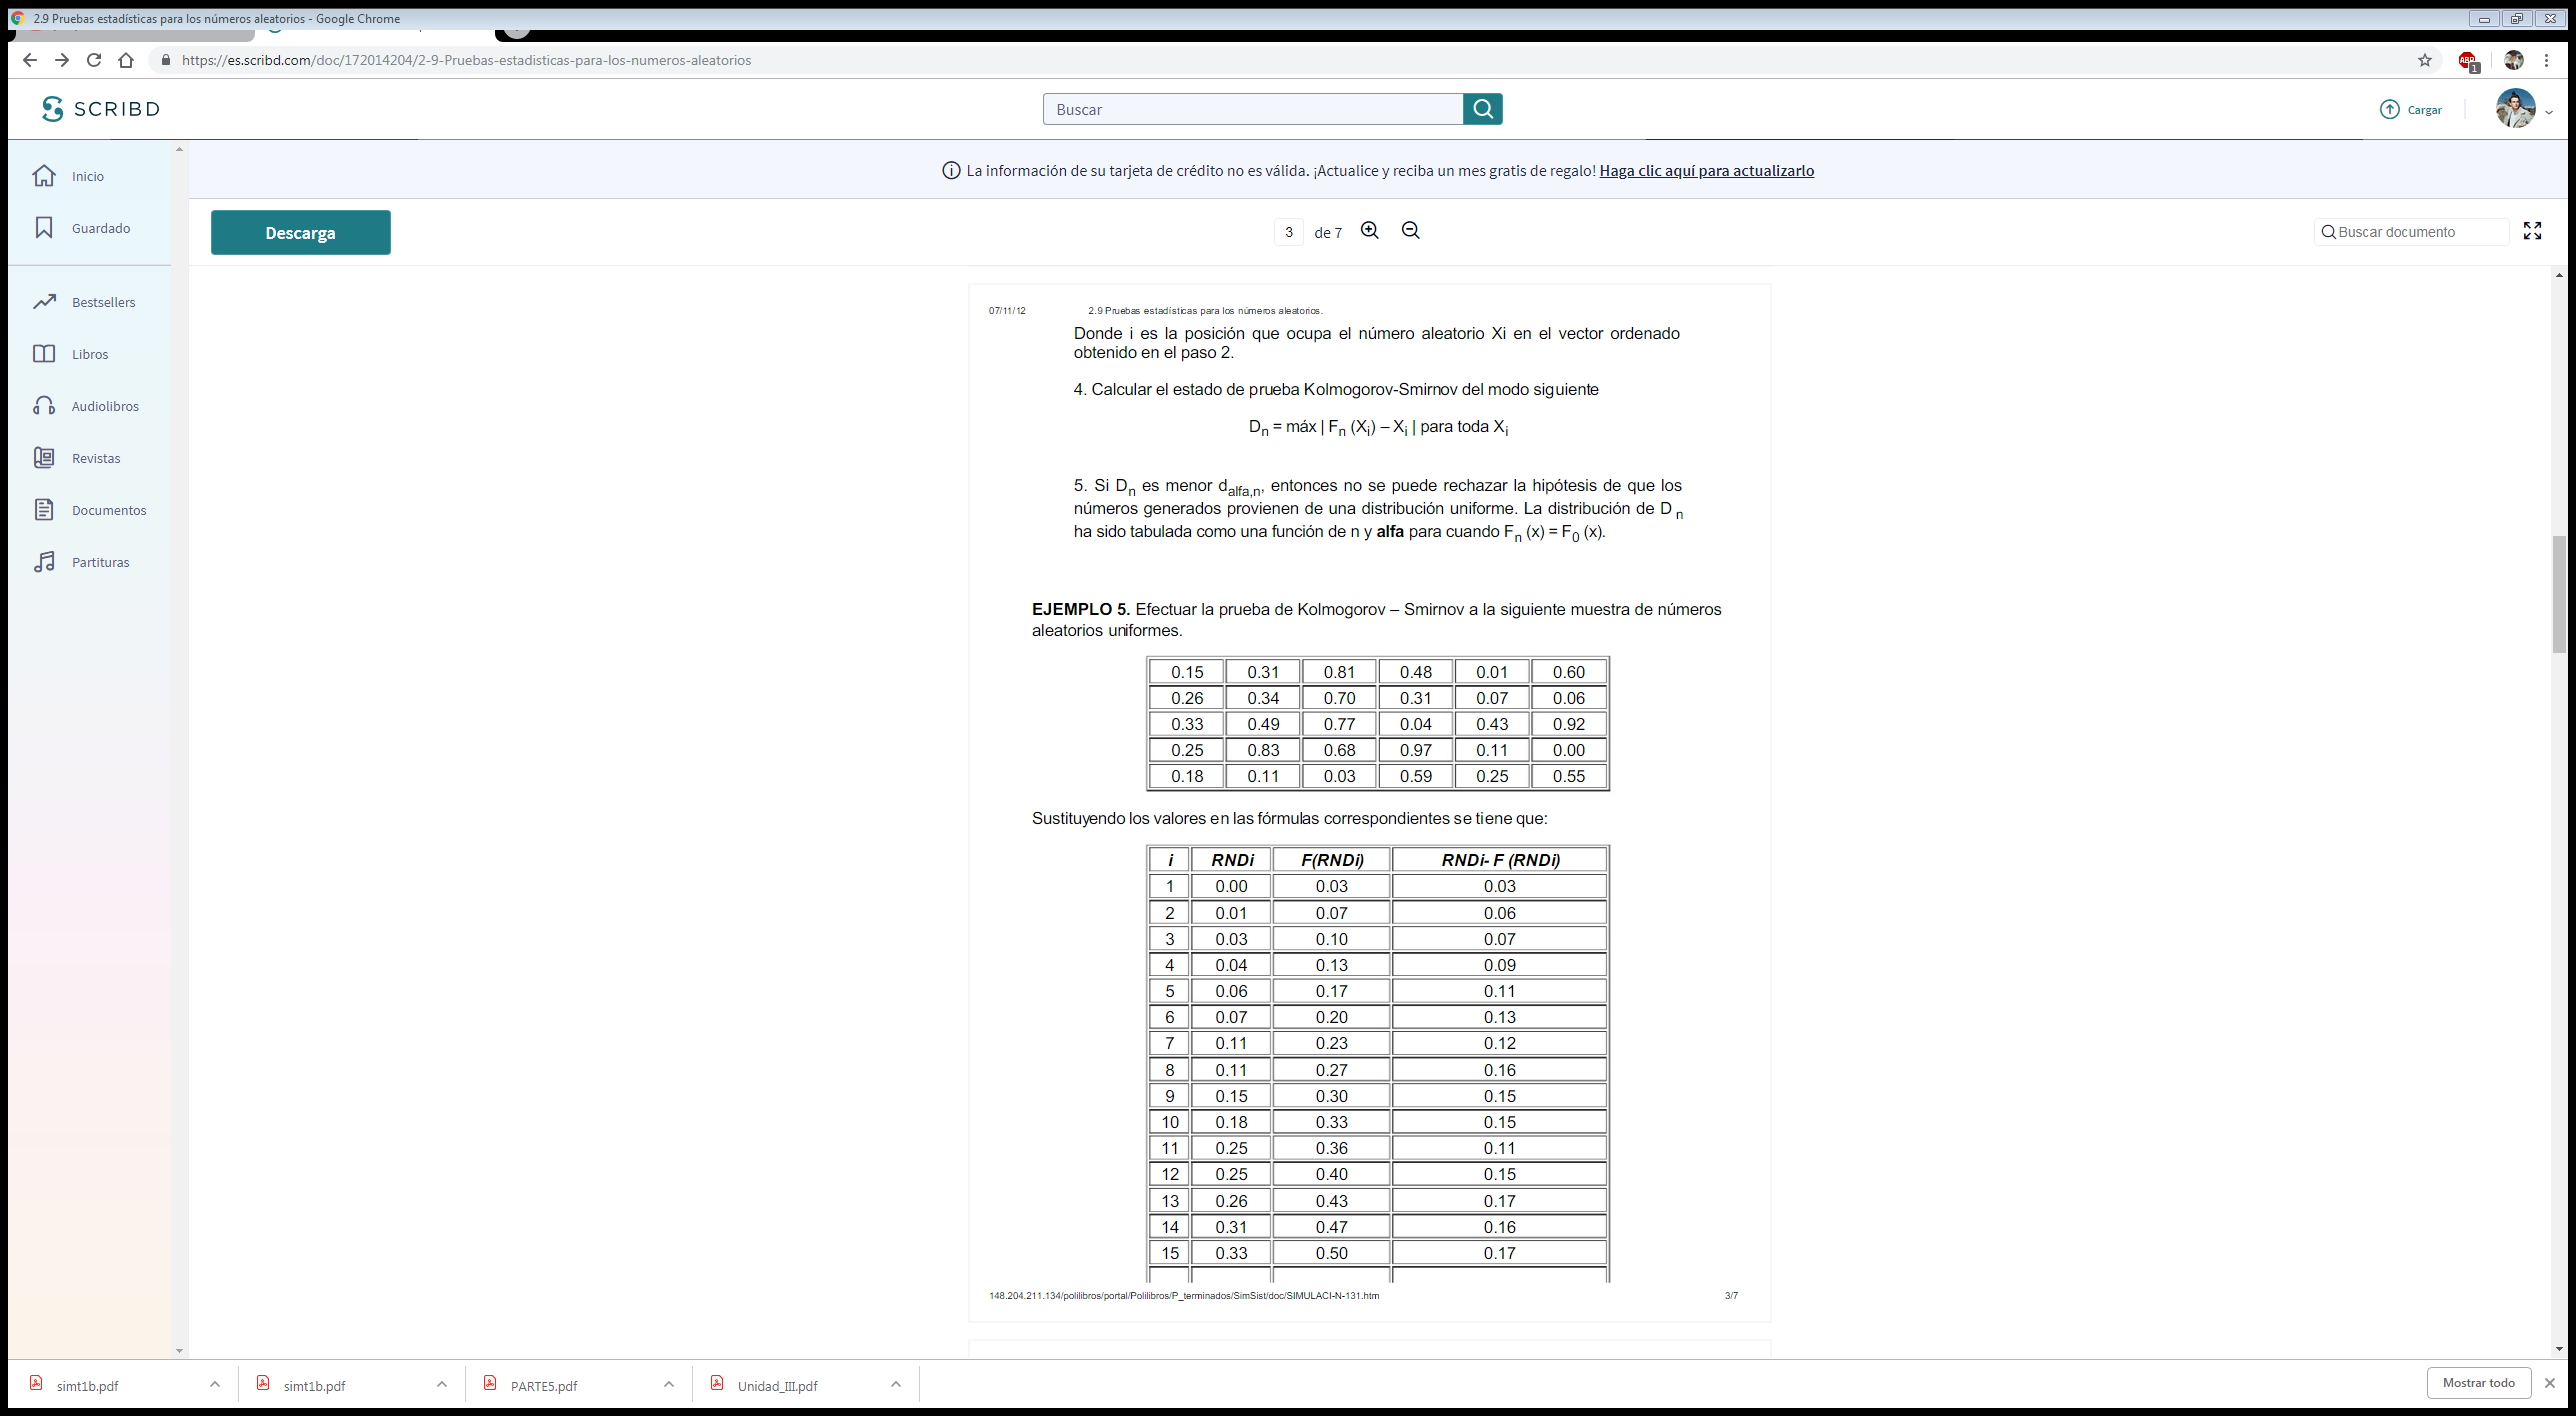 2.9 Pruebas estadísticas para los números aleatorios - Google Chrome
https://es.scribd.com/doc/172014204/2-9-Pruebas-estadisticas-para-los-numeros-aleatorios
ABP 1
SCRIBD
Buscar
Cargar
Inicio
Guardado
Bestsellers
Libros
Audiolibros
Revistas
Documentos
Partituras
La información de su tarjeta de crédito no es válida. ¡Actualice y reciba un mes gratis de regalo! Haga clic aquí para actualizarlo
Descarga
3 de 7
Buscar documento
07/11/12 2.9 Pruebas estadísticas para los números aleatorios.
Donde i es la posición que ocupa el número aleatorio Xi en el vector ordenado
obtenido en el paso 2.
4. Calcular el estado de prueba Kolmogorov-Smirnov del modo siguiente
Dn = máx | Fn (Xi) – Xi | para toda Xi
5. Si Dn es menor dalfa,n, entonces no se puede rechazar la hipótesis de que los
números generados provienen de una distribución uniforme. La distribución de D n
ha sido tabulada como una función de n y alfa para cuando Fn (x) = F0 (x).
EJEMPLO 5. Efectuar la prueba de Kolmogorov – Smirnov a la siguiente muestra de números
aleatorios uniformes.
0.15 0.31 0.81 0.48 0.01 0.60
0.26 0.34 0.70 0.31 0.07 0.06
0.33 0.49 0.77 0.04 0.43 0.92
0.25 0.83 0.68 0.97 0.11 0.00
0.18 0.11 0.03 0.59 0.25 0.55
Sustituyendo los valores en las fórmulas correspondientes se tiene que:
i RNDi F(RNDi) RNDi- F (RNDi)
1 0.00 0.03 0.03
2 0.01 0.07 0.06
3 0.03 0.10 0.07
4 0.04 0.13 0.09
5 0.06 0.17 0.11
6 0.07 0.20 0.13
7 0.11 0.23 0.12
8 0.11 0.27 0.16
9 0.15 0.30 0.15
10 0.18 0.33 0.15
11 0.25 0.36 0.11
12 0.25 0.40 0.15
13 0.26 0.43 0.17
14 0.31 0.47 0.16
15 0.33 0.50 0.17
148.204.211.134/polilibros/portal/Polilibros/P_terminados/SimSist/doc/SIMULACI-N-131.htm 3/7
simt1b.pdf
simt1b.pdf
PARTE5.pdf
Unidad_III.pdf
Mostrar todo